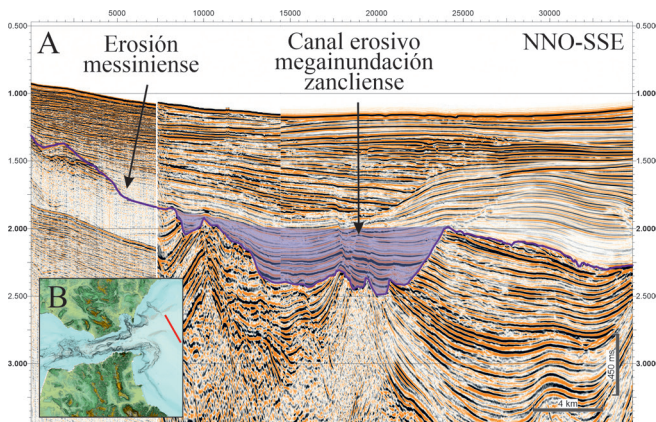 5000 10000 15000 20000 25000 30000
0.500 0.500
A Erosión messiniense
Canal erosivo
megainundación
zancliense
NNO-SSE
1.000 1.000
1.500 1.500
2.000 2.000
2.500 2.500
3.000 3.000
B
450 ms
4 km